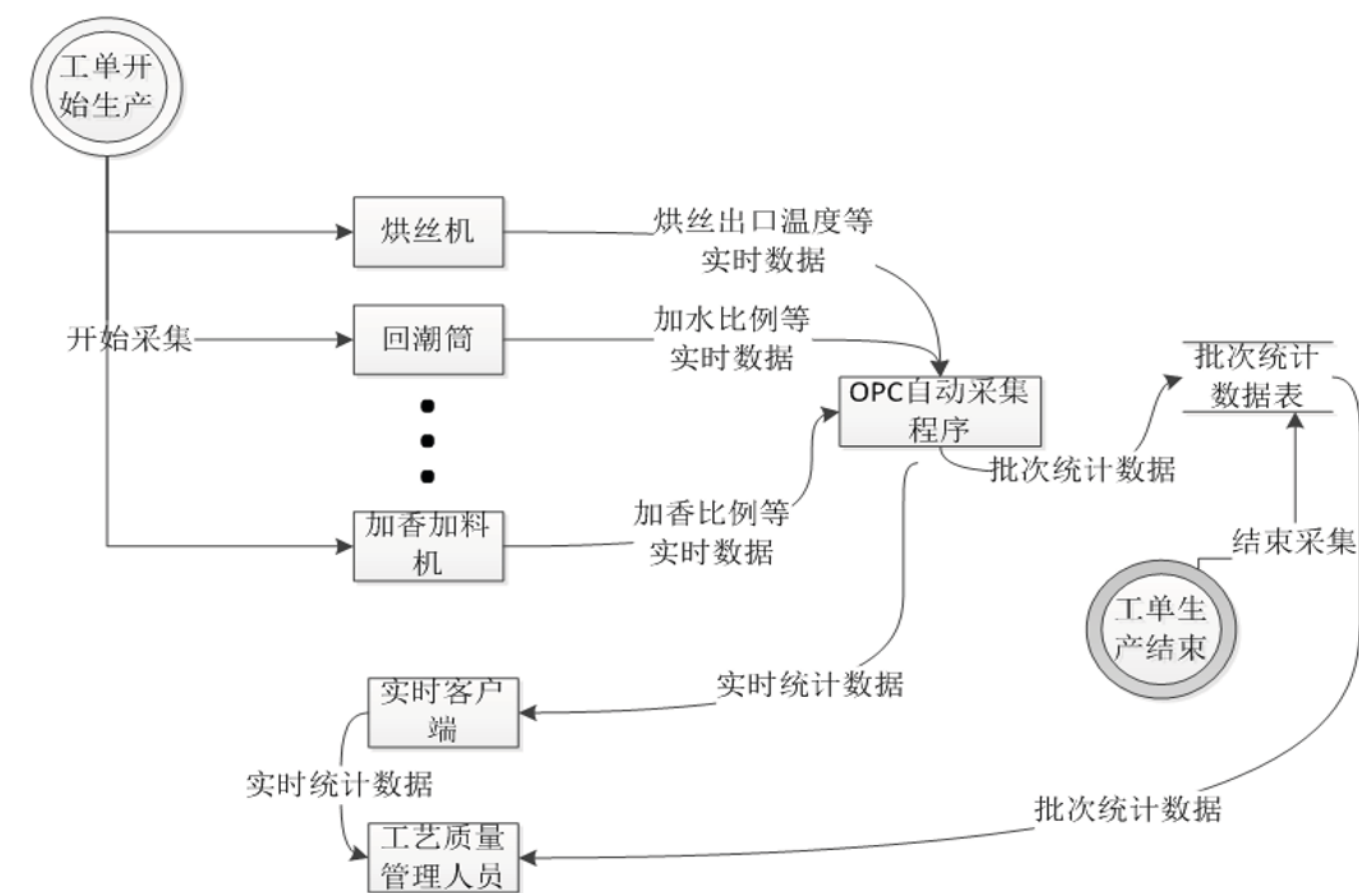 工单开
始生产
烘丝机
烘丝出口温度等
实时数据
开始采集
回潮筒
加水比例等
实时数据
批次统计
数据表
OPC自动采集
程序
批次统计数据
加香加料
机
加香比例等
实时数据
结束采集
工单生
产结束
实时客户
端
实时统计数据
实时统计数据
批次统计数据
工艺质量
管理人员